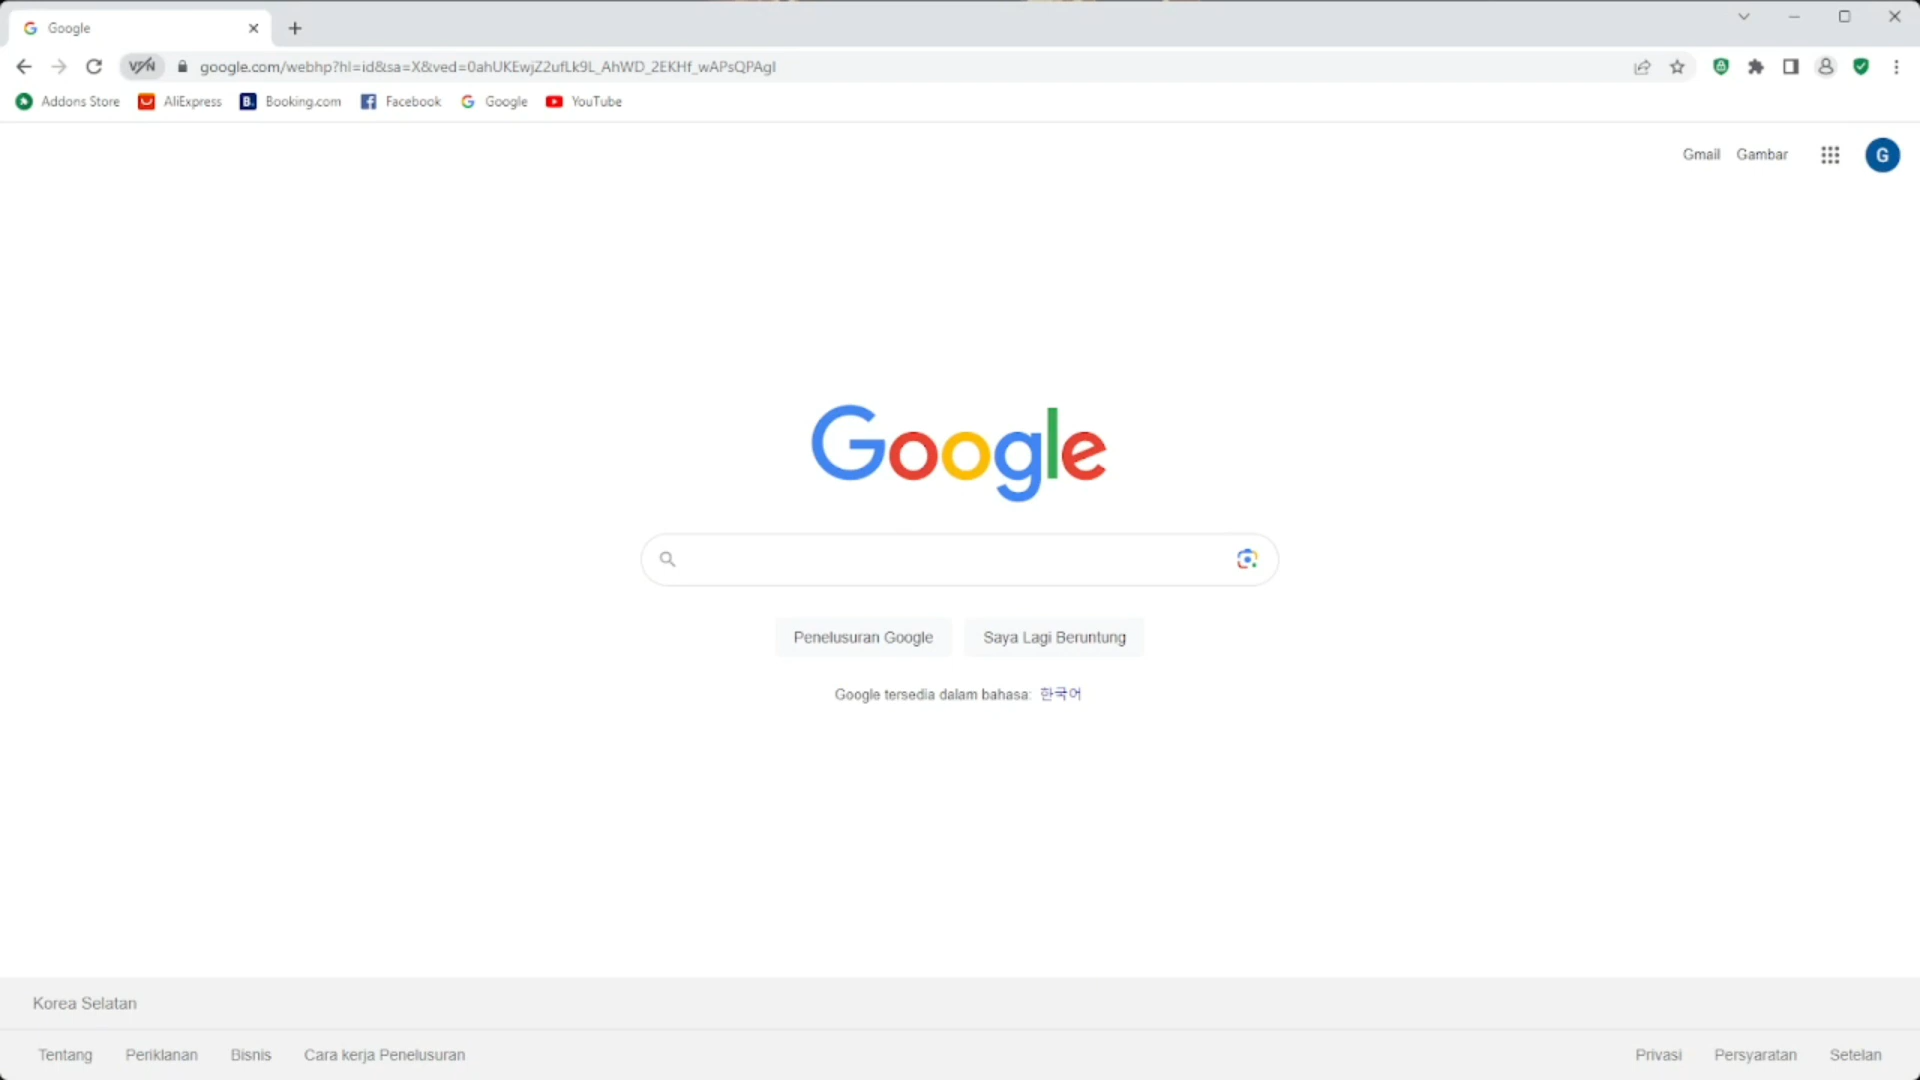 Google
VPN
google.com/webhp?hl=id&sa=X&ved=0ahUKEwjZ2ufLk9L_AhWD_2EKHf_wAPsQPAgI
Addons Store AliExpress B. Booking.com Facebook Google YouTube
Gmail Gambar G
Google
Penelusuran Google Saya Lagi Beruntung
Google tersedia dalam bahasa: 한국어
Korea Selatan
Tentang Periklanan Bisnis Cara kerja Penelusuran Privasi Persyaratan Setelan